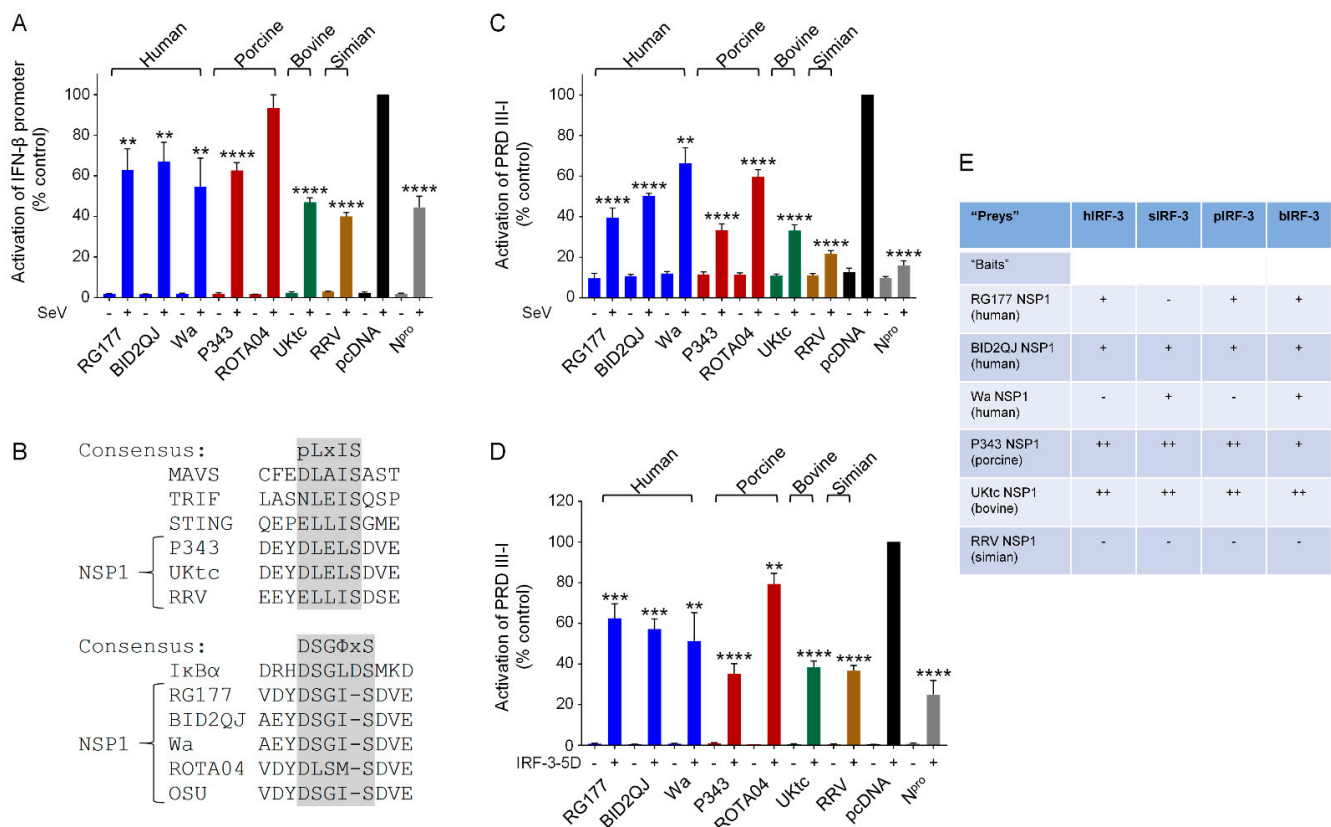 A
Human
Porcine
Bovine
Simian
Activation of IFN-β promoter
(% control)
100
80
60
40
20
0
** ** ** **** **** **** ****
SeV - + - + - + - + - + - + - + - + - +
RG177 BID2QJ Wa P343 ROTA04 UKtc RRV pcDNA Npro
B
Consensus: pLxIS
MAVS CFEDLAISAST
TRIF LASNLEISQSP
STING QEPELLISGME
P343 DEYDLELSDVE
NSP1 UKtc DEYDLELSDVE
RRV EEYELLISDSE
Consensus: DSGΦxS
IκBα DRHDSGLDSMKD
RG177 VDYDSGI-SDVE
BID2QJ AEYDSGI-SDVE
NSP1 Wa AEYDSGI-SDVE
ROTA04 VDYDLSM-SDVE
OSU VDYDSGI-SDVE
C
Human
Porcine
Bovine
Simian
Activation of PRD III-I
(% control)
100
80
60
40
20
0
**** **** ** **** **** **** **** ****
SeV - + - + - + - + - + - + - + - + - +
RG177 BID2QJ Wa P343 ROTA04 UKtc RRV pcDNA Npro
D
Human
Porcine
Bovine
Simian
Activation of PRD III-I
(% control)
120
100
80
60
40
20
0
*** *** ** **** ** **** **** ****
IRF-3-5D - + - + - + - + - + - + - + - + - +
RG177 BID2QJ Wa P343 ROTA04 UKtc RRV pcDNA Npro
E
"Preys" hIRF-3 sIRF-3 pIRF-3 bIRF-3
"Baits"
RG177 NSP1
(human) + - + +
BID2QJ NSP1
(human) + + + +
Wa NSP1
(human) - + - +
P343 NSP1
(porcine) ++ ++ ++ +
UKtc NSP1
(bovine) ++ ++ ++ ++
RRV NSP1
(simian) - - - -